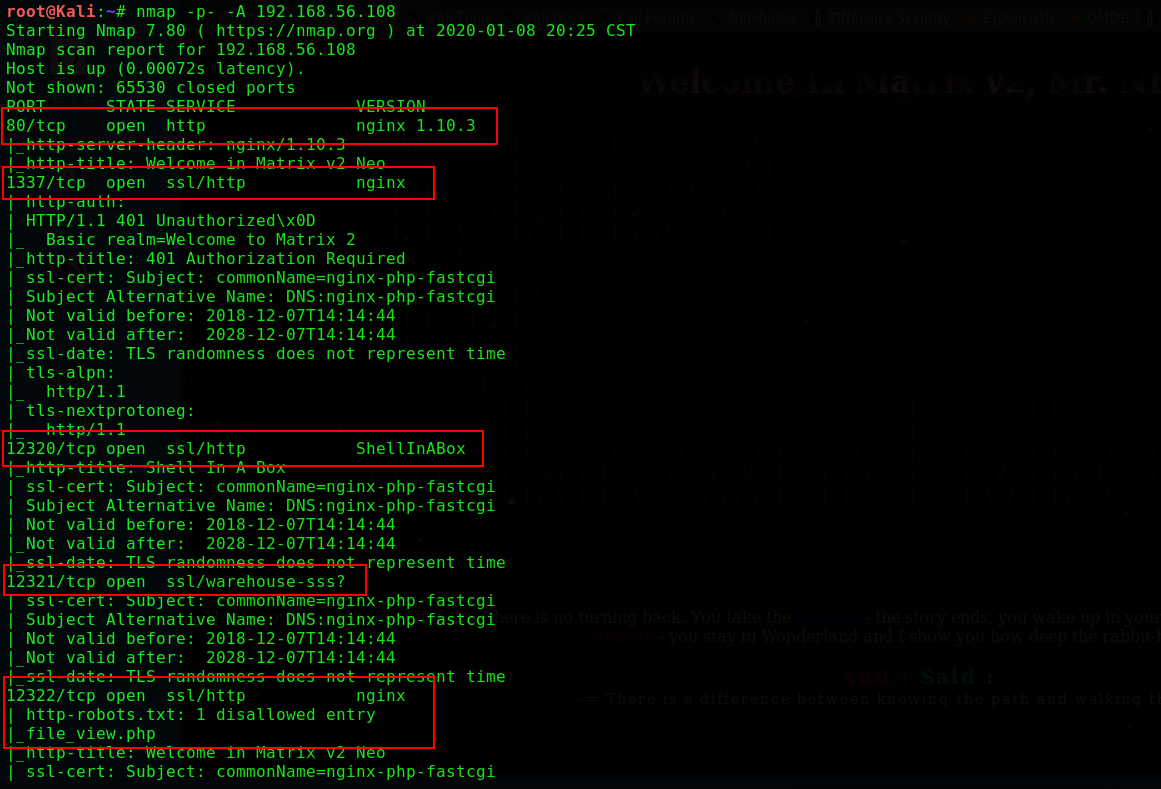 root@Kali:~# nmap -p- -A 192.168.56.108
Forums NetHunter Offensive Security Exploit-DB GHDB
Starting Nmap 7.80 ( https://nmap.org ) at 2020-01-08 20:25 CST
Nmap scan report for 192.168.56.108
Host is up (0.00072s latency).
Welcome in Matrix v2, Mr.
Not shown: 65530 closed ports
PORT      STATE SERVICE            VERSION
80/tcp    open  http               nginx 1.10.3
|_http-server-header: nginx/1.10.3
|_http-title: Welcome in Matrix v2 Neo
1337/tcp  open  ssl/http           nginx
| http-auth:
| HTTP/1.1 401 Unauthorized\x0D
|_  Basic realm=Welcome to Matrix 2
|_http-title: 401 Authorization Required
| ssl-cert: Subject: commonName=nginx-php-fastcgi
| Subject Alternative Name: DNS:nginx-php-fastcgi
| Not valid before: 2018-12-07T14:14:44
|_Not valid after:  2028-12-07T14:14:44
|_ssl-date: TLS randomness does not represent time
| tls-alpn:
|_  http/1.1
| tls-nextprotoneg:
|_  http/1.1
12320/tcp open  ssl/http           ShellInABox
|_http-title: Shell In A Box
| ssl-cert: Subject: commonName=nginx-php-fastcgi
| Subject Alternative Name: DNS:nginx-php-fastcgi
| Not valid before: 2018-12-07T14:14:44
|_Not valid after:  2028-12-07T14:14:44
|_ssl-date: TLS randomness does not represent time
12321/tcp open  ssl/warehouse-sss?
| ssl-cert: Subject: commonName=nginx-php-fastcgi
| Subject Alternative Name: DNS:nginx-php-fastcgi
here is no turning back. You take the - the story ends, you wake up in your
| Not valid before: 2018-12-07T14:14:44
- you stay in Wonderland and I show you how deep the rabbit-
|_Not valid after:  2028-12-07T14:14:44
|_ssl-date: TLS randomness does not represent time
And I Said :
12322/tcp open  ssl/http           nginx
-= There is a difference between knowing the path and walking th
| http-robots.txt: 1 disallowed entry
|_file_view.php
|_http-title: Welcome in Matrix v2 Neo
| ssl-cert: Subject: commonName=nginx-php-fastcgi